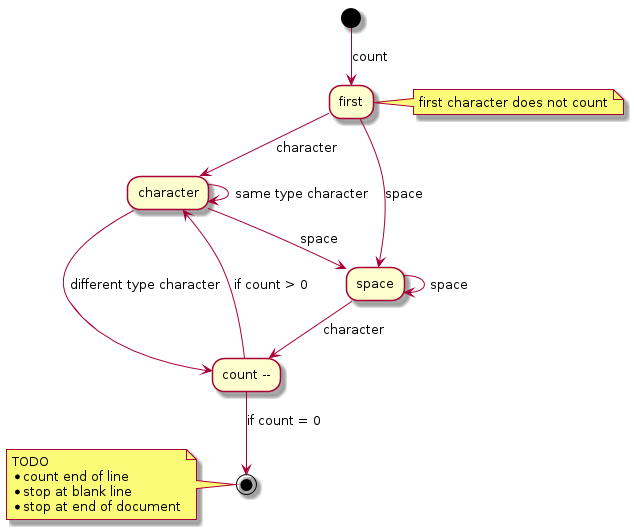 count
first
first character does not count
character
character
same type character
space
space
different type character
if count > 0
space
space
character
count --
if count = 0
TODO
• count end of line
• stop at blank line
• stop at end of document